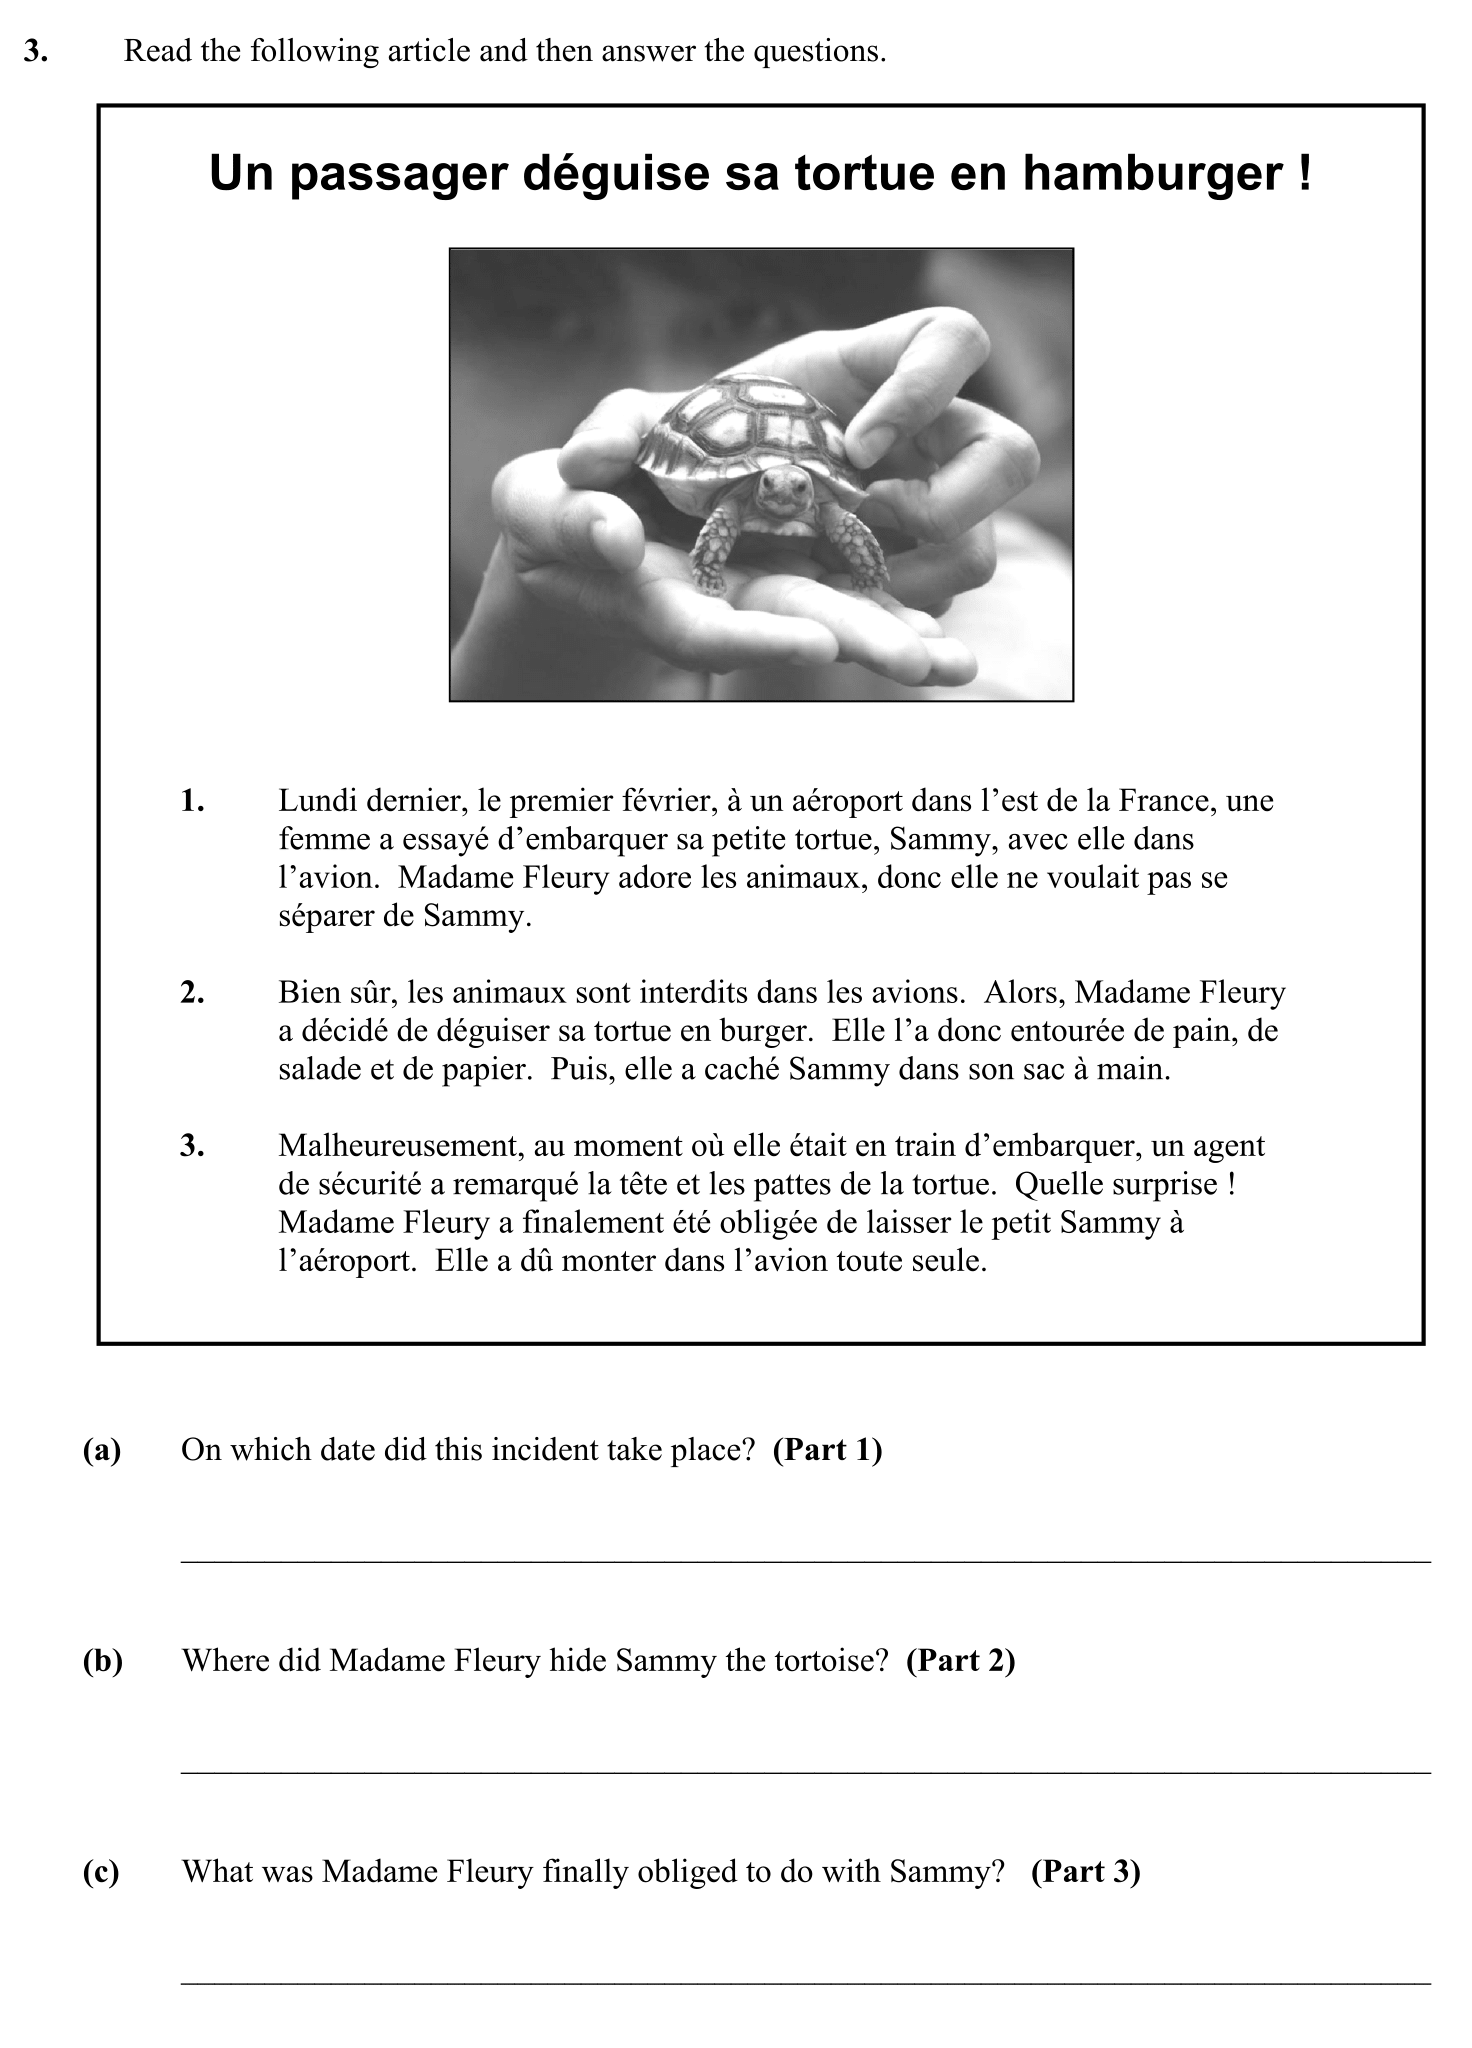 3. Read the following article and then answer the questions.
Un passager déguise sa tortue en hamburger !
1. Lundi dernier, le premier février, à un aéroport dans l’est de la France, une
femme a essayé d’embarquer sa petite tortue, Sammy, avec elle dans
l’avion. Madame Fleury adore les animaux, donc elle ne voulait pas se
séparer de Sammy.
2. Bien sûr, les animaux sont interdits dans les avions. Alors, Madame Fleury
a décidé de déguiser sa tortue en burger. Elle l’a donc entourée de pain, de
salade et de papier. Puis, elle a caché Sammy dans son sac à main.
3. Malheureusement, au moment où elle était en train d’embarquer, un agent
de sécurité a remarqué la tête et les pattes de la tortue. Quelle surprise !
Madame Fleury a finalement été obligée de laisser le petit Sammy à
l’aéroport. Elle a dû monter dans l’avion toute seule.
(a) On which date did this incident take place? (Part 1)
(b) Where did Madame Fleury hide Sammy the tortoise? (Part 2)
(c) What was Madame Fleury finally obliged to do with Sammy? (Part 3)